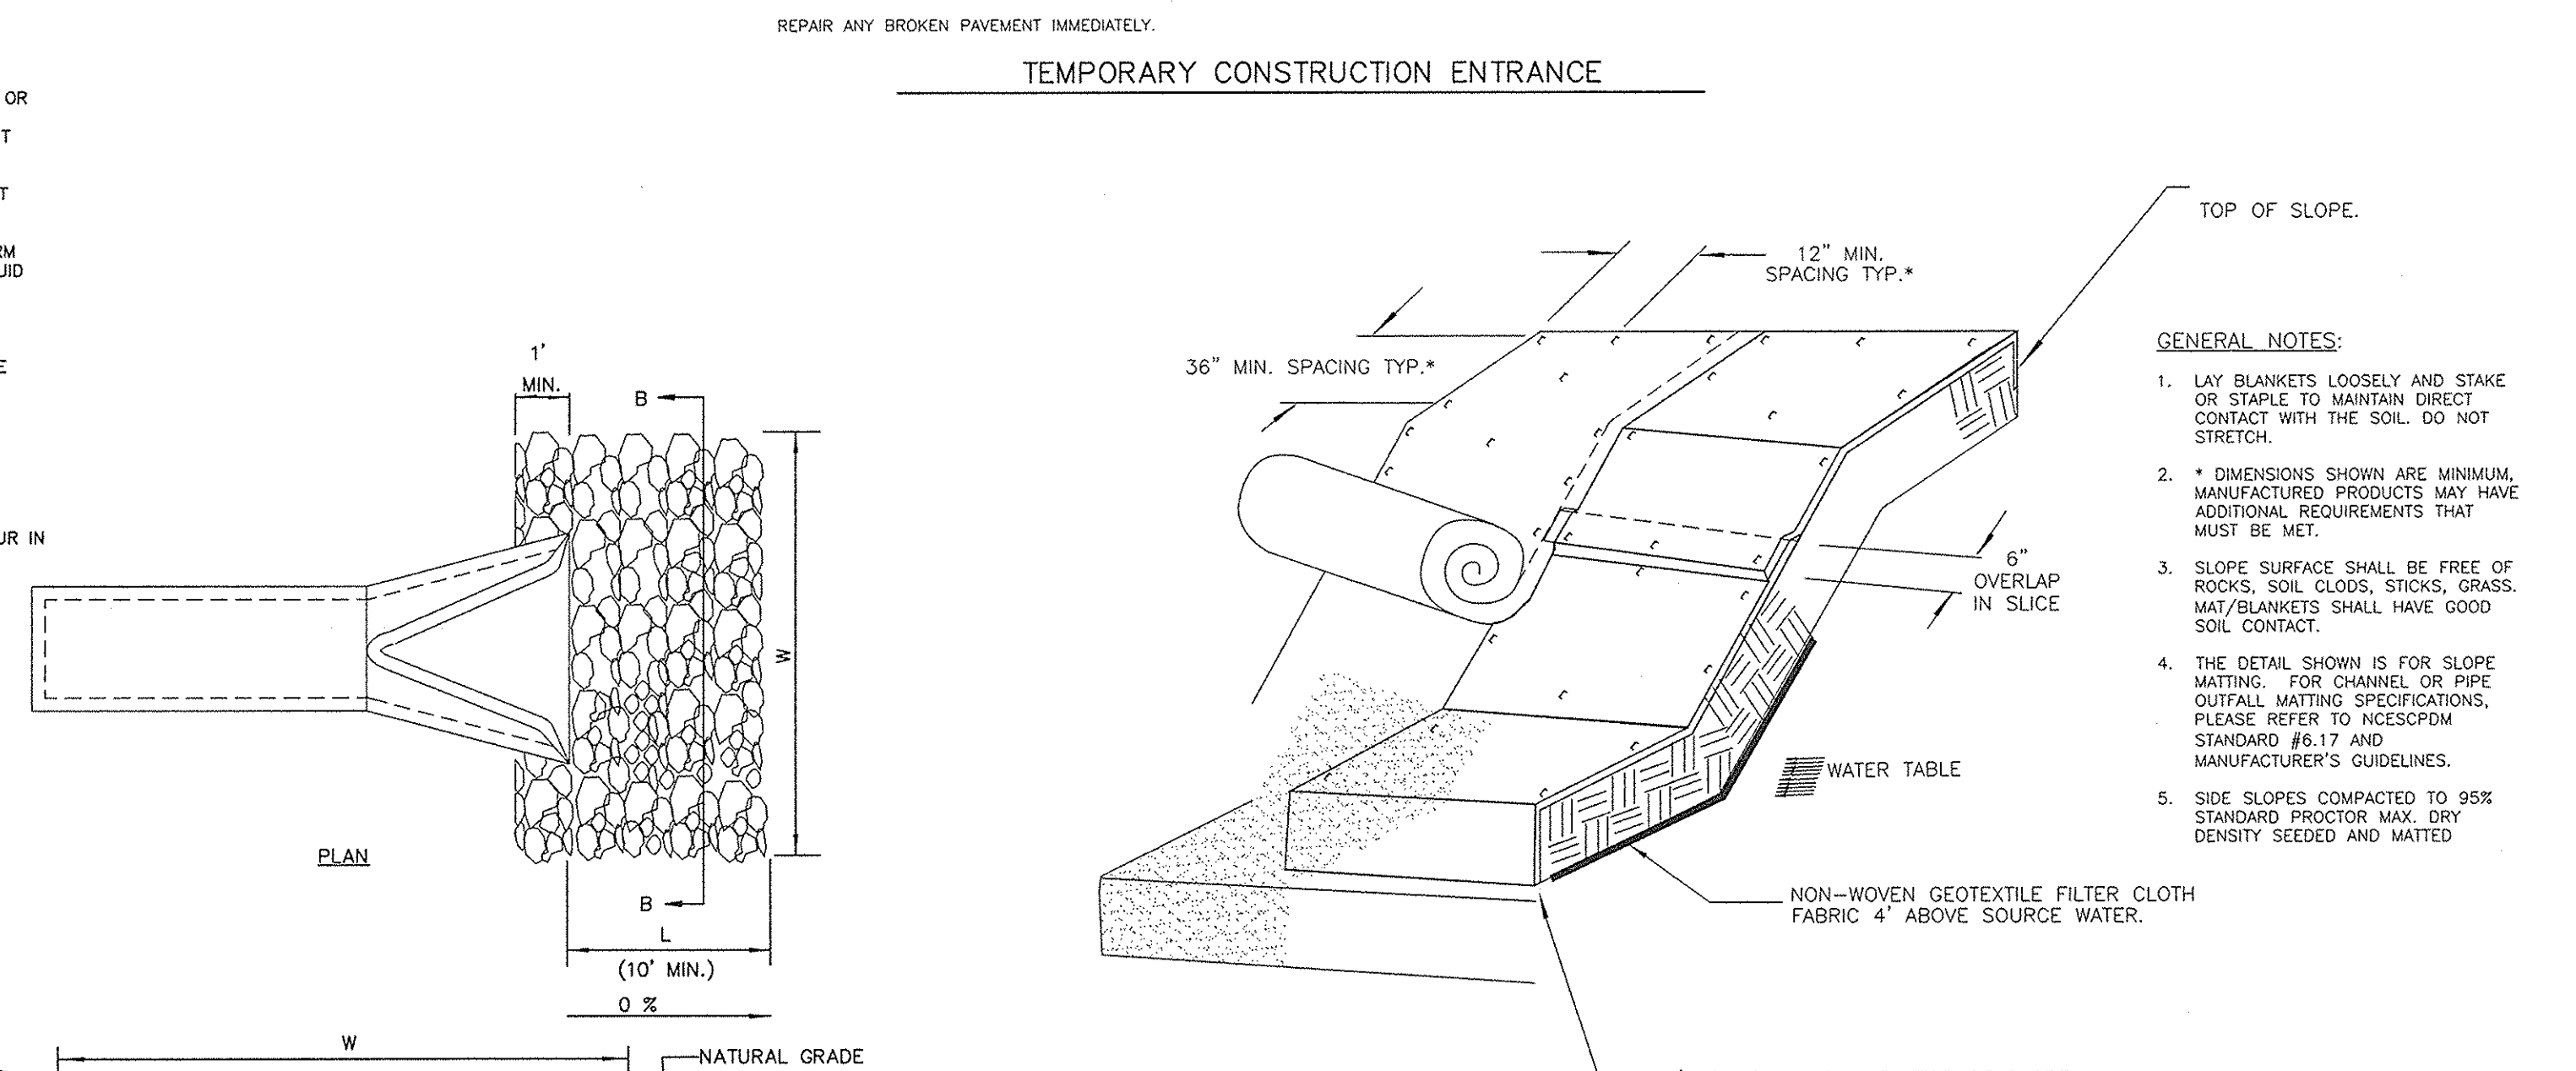 REPAIR ANY BROKEN PAVEMENT IMMEDIATELY.
TEMPORARY CONSTRUCTION ENTRANCE
OR
T
T
RM
UID
E
UR IN
1'
MIN.
B
W
PLAN
B
L
(10' MIN.)
0 %
W
NATURAL GRADE
TOP OF SLOPE.
12" MIN.
SPACING TYP.*
36" MIN. SPACING TYP.*
6"
OVERLAP
IN SLICE
WATER TABLE
NON-WOVEN GEOTEXTILE FILTER CLOTH
FABRIC 4' ABOVE SOURCE WATER.
GENERAL NOTES:
1. LAY BLANKETS LOOSELY AND STAKE
OR STAPLE TO MAINTAIN DIRECT
CONTACT WITH THE SOIL. DO NOT
STRETCH.
2. * DIMENSIONS SHOWN ARE MINIMUM,
MANUFACTURED PRODUCTS MAY HAVE
ADDITIONAL REQUIREMENTS THAT
MUST BE MET.
3. SLOPE SURFACE SHALL BE FREE OF
ROCKS, SOIL CLODS, STICKS, GRASS.
MAT/BLANKETS SHALL HAVE GOOD
SOIL CONTACT.
4. THE DETAIL SHOWN IS FOR SLOPE
MATTING. FOR CHANNEL OR PIPE
OUTFALL MATTING SPECIFICATIONS,
PLEASE REFER TO NCESCPDM
STANDARD #6.17 AND
MANUFACTURER'S GUIDELINES.
5. SIDE SLOPES COMPACTED TO 95%
STANDARD PROCTOR MAX. DRY
DENSITY SEEDED AND MATTED